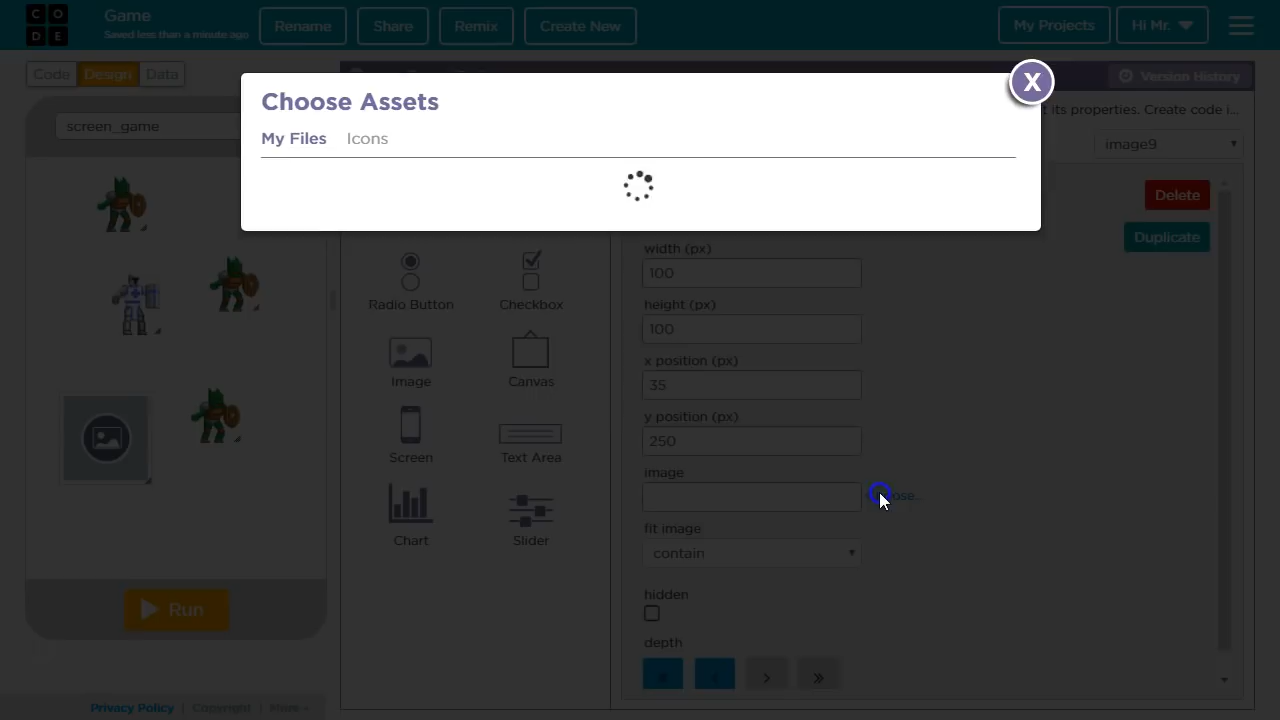 C O
D E
Game
Saved less than a minute ago
Rename
Share
Remix
Create New
My Projects
Hi Mr.
Code
Design
Data
Version History
Choose Assets
X
My Files
Icons
t its properties. Create code i...
screen_game
image9
Delete
Duplicate
Radio Button
Checkbox
Image
Canvas
Screen
Text Area
Chart
Slider
width (px)
100
height (px)
100
x position (px)
35
y position (px)
250
image
ose...
fit image
contain
hidden
depth
Run
Privacy Policy
Copyright
More